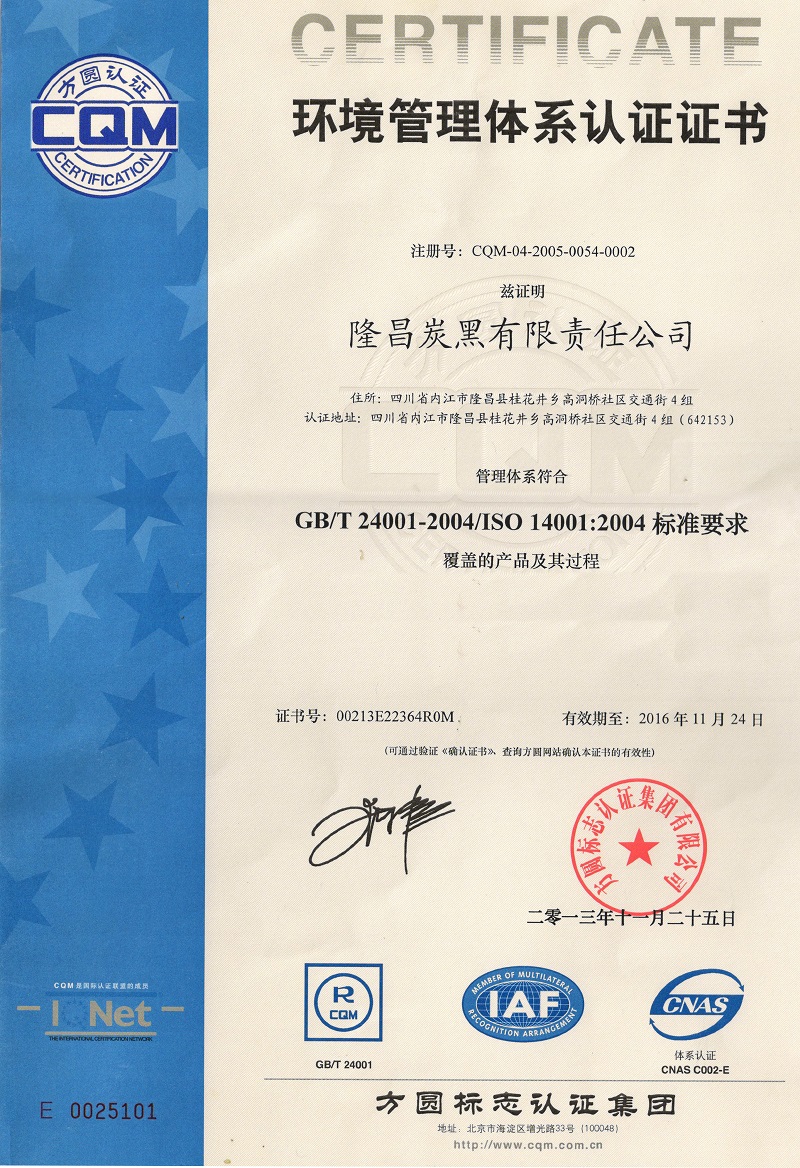 CERTIFICATE
方圆认证
CQM
CERTIFICATION
环境管理体系认证证书
注册号：CQM-04-2005-0054-0002
兹证明
隆昌炭黑有限责任公司
住所：四川省内江市隆昌县桂花井乡高洞桥社区交通街4组
认证地址：四川省内江市隆昌县桂花井乡高洞桥社区交通街4组（642153）
管理体系符合
GB/T 24001-2004/ISO 14001:2004 标准要求
覆盖的产品及其过程
证书号：00213E22364R0M
有效期至：2016年11月24日
(可通过验证《确认证书》、查询方圆网站确认本证书的有效性)
方圆标志认证集团有限公司
二零一三年十一月二十五日
CQM是国际认证联盟的成员
IQNet
THE INTERNATIONAL CERTIFICATION NETWORK
R
CQM
GB/T 24001
MEMBER OF MULTILATERAL
IAF
RECOGNITION ARRANGEMENT
CNAS
体系认证
CNAS C002-E
E 0025101
方圆标志认证集团
地址：北京市海淀区增光路33号（100048）
http://www.cqm.com.cn